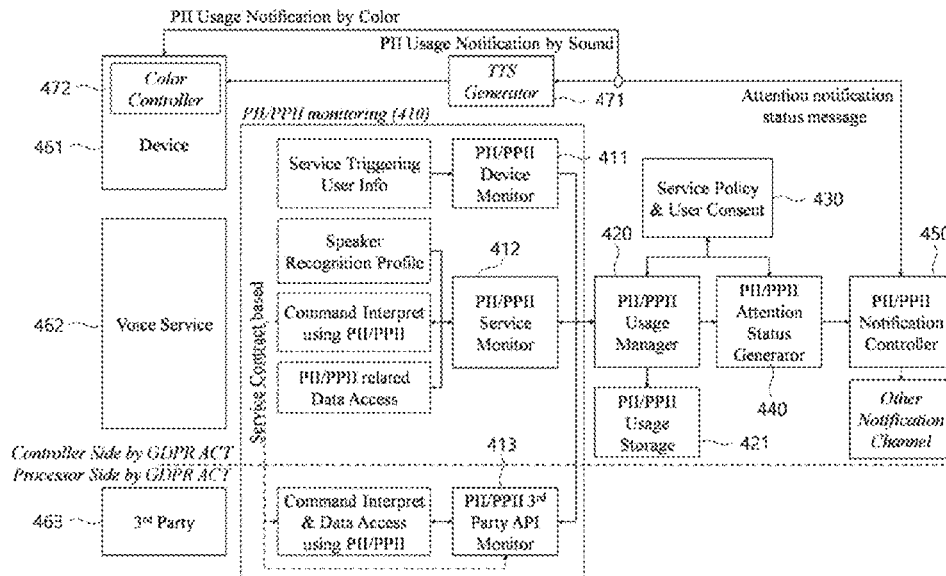 PII Usage Notification by Color
PII Usage Notification by Sound
472
Color
Controller
TTS
Generator
471
Attention notification
status message
461
Device
PII/PPII monitoring (410)
Service Triggering
User Info
PII/PPII
Device
Monitor
411
Service Policy
& User Consent
430
Speaker
Recognition Profile
412
420
450
462
Voice Service
Command Interpret
using PII/PPII
PII/PPII
Service
Monitor
PII/PPII
Usage
Manager
PII/PPII
Attention
Status
Generator
PII/PPII
Notification
Controller
PII/PPII related
Data Access
Service Contract based
440
PII/PPII
Usage
Storage
421
Other
Notification
Channel
413
Controller Side by GDPR ACT
Processor Side by GDPR ACT
463
3rd Party
Command Interpret
& Data Access
using PII/PPII
PII/PPII 3rd
Party API
Monitor